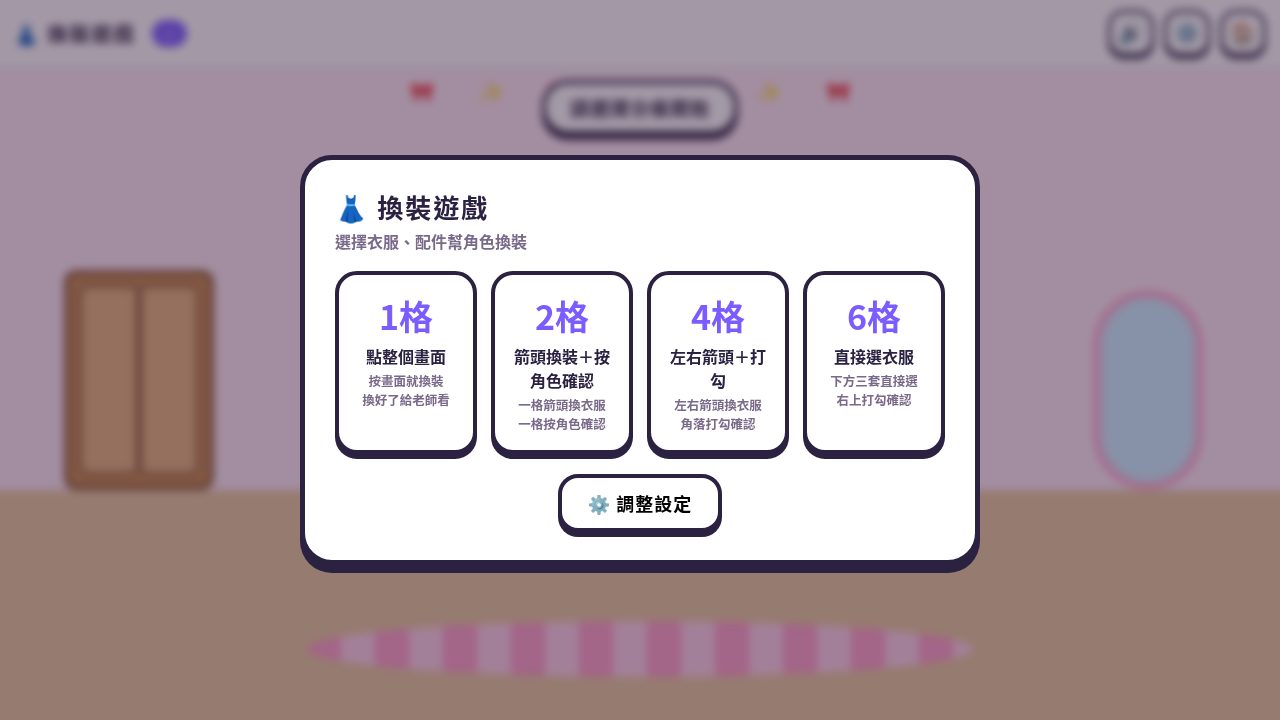 換裝遊戲
選擇衣服、配件幫角色換裝
1格
點整個畫面
按畫面就換裝
換好了給老師看
2格
箭頭換裝＋按
角色確認
一格箭頭換衣服
一格按角色確認
4格
左右箭頭＋打
勾
左右箭頭換衣服
角落打勾確認
6格
直接選衣服
下方三套直接選
右上打勾確認
調整設定